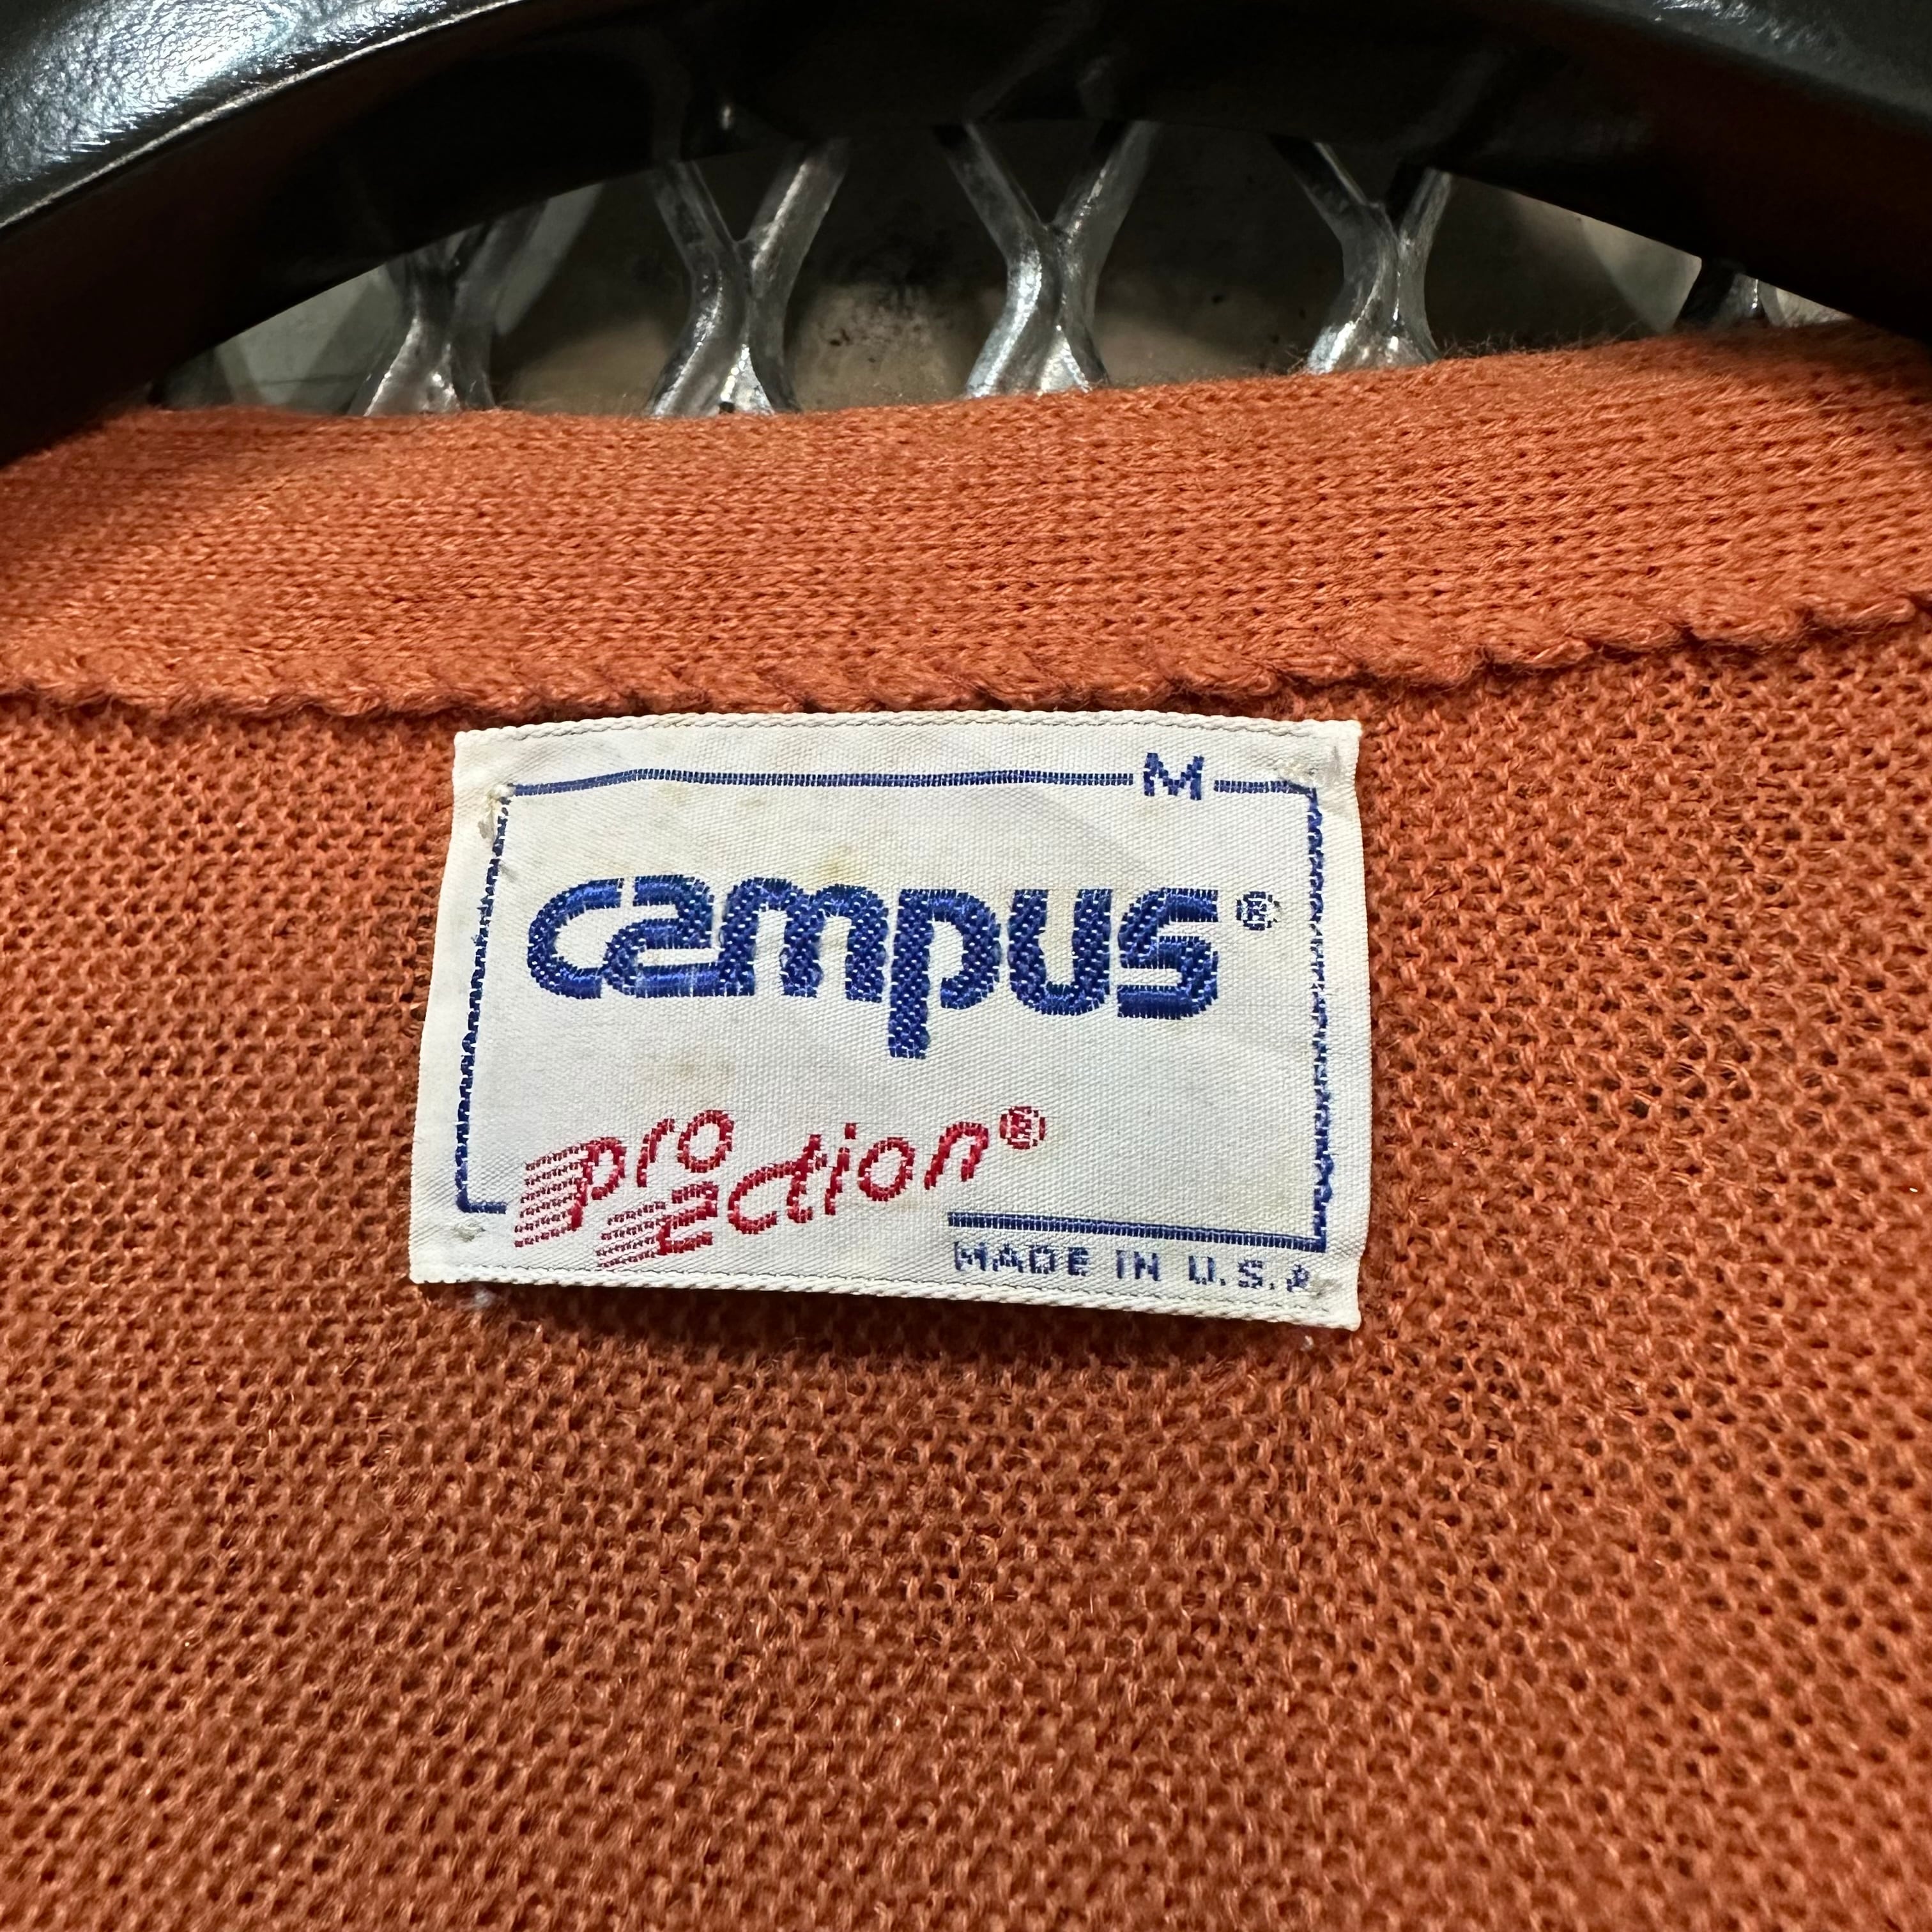 M
campus®
pro action®
MADE IN U.S.A